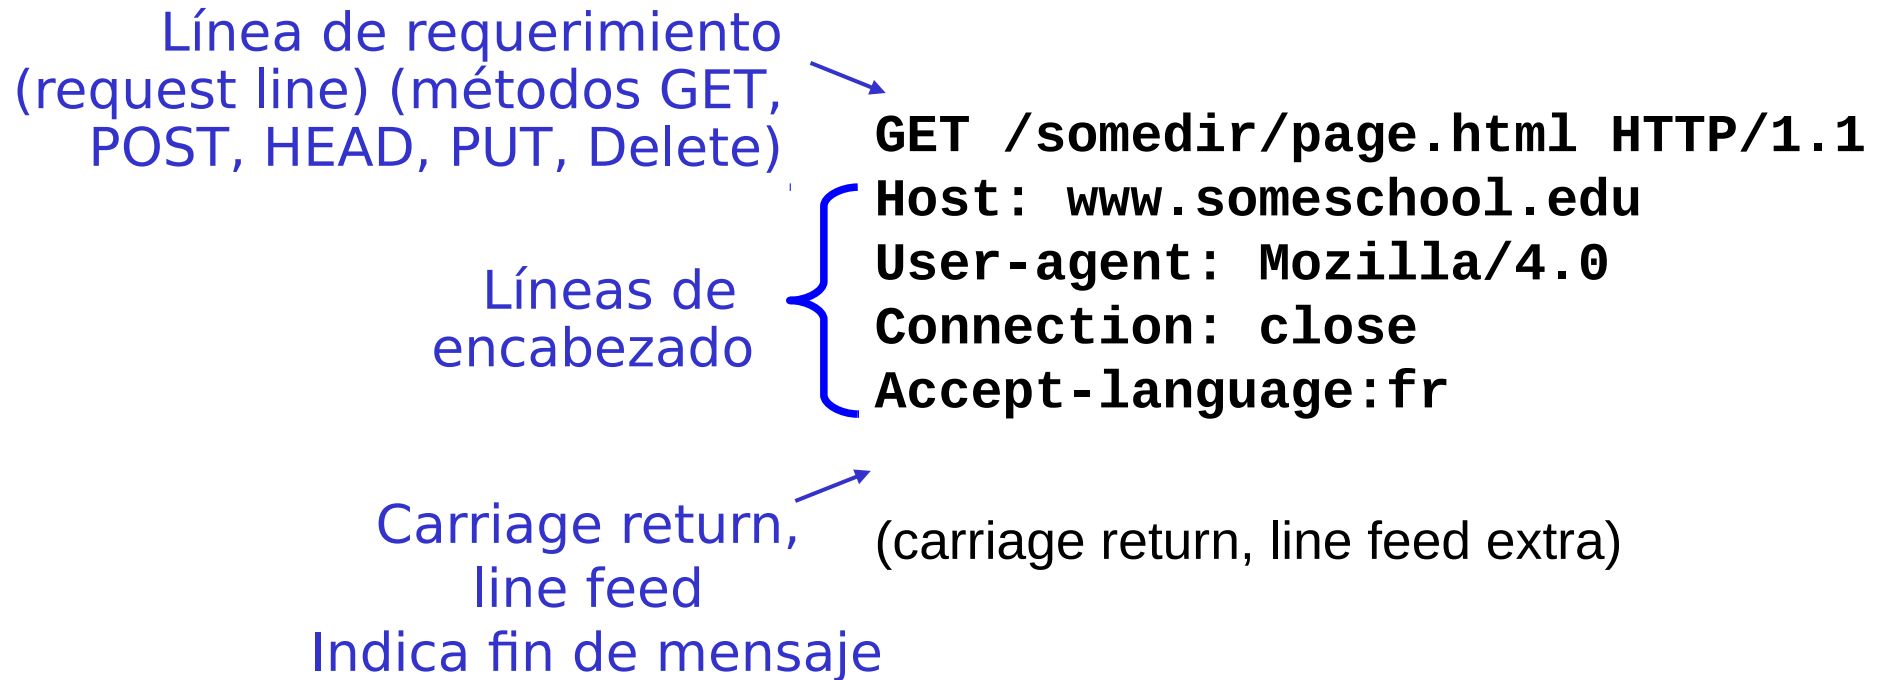 Línea de requerimiento
(request line) (métodos GET,
POST, HEAD, PUT, Delete)
GET /somedir/page.html HTTP/1.1
Host: www.someschool.edu
User-agent: Mozilla/4.0
Connection: close
Accept-language:fr
Líneas de
encabezado
Carriage return,
line feed
Indica fin de mensaje
(carriage return, line feed extra)